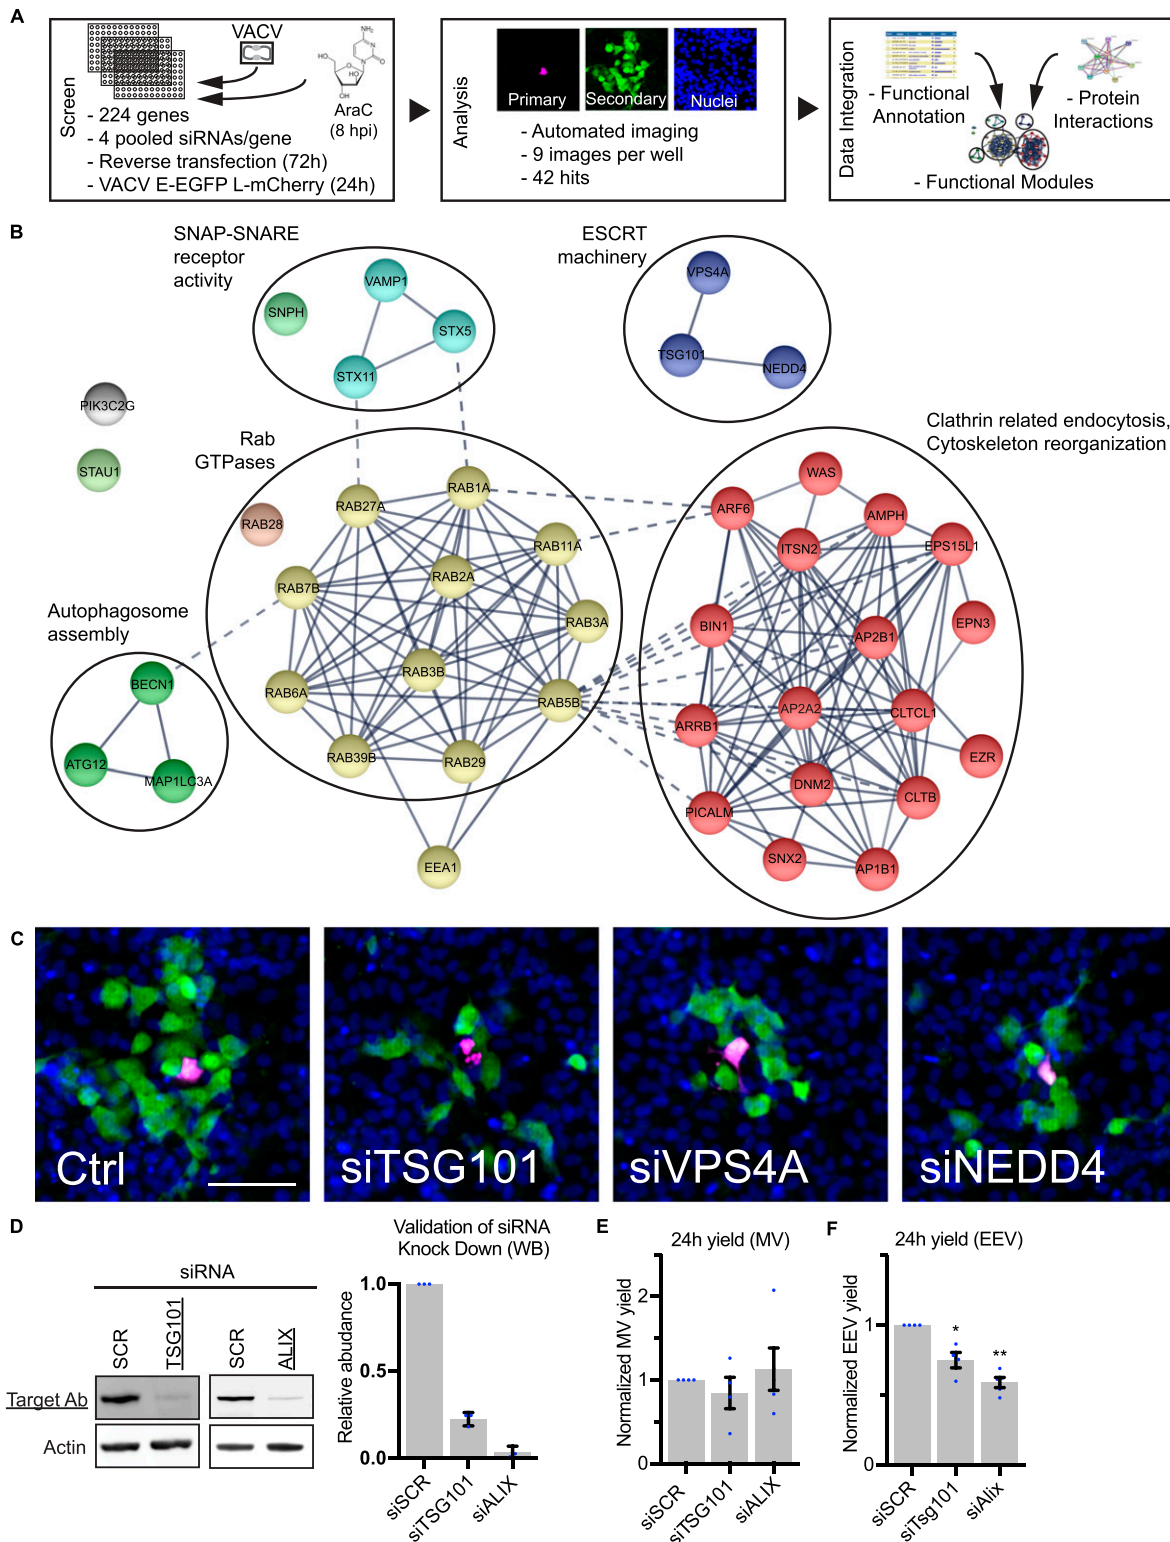 A
Screen
VACV
NH₂
N
N
O
HO
O
HO
OH
AraC
(8 hpi)
- 224 genes
- 4 pooled siRNAs/gene
- Reverse transfection (72h)
- VACV E-EGFP L-mCherry (24h)
Analysis
Primary
Secondary
Nuclei
- Automated imaging
- 9 images per well
- 42 hits
Data Integration
- Functional
Annotation
- Protein
Interactions
- Functional Modules
B
SNAP-SNARE
receptor
activity
ESCRT
machinery
VAMP1
SNPH
STX5
STX11
VPS4A
TSG101
NEDD4
PIK3C2G
STAU1
Rab
GTPases
Clathrin related endocytosis,
Cytoskeleton reorganization
RAB28
RAB27A
RAB1A
RAB11A
RAB7B
RAB2A
RAB3A
RAB6A
RAB3B
RAB5B
RAB39B
RAB29
EEA1
Autophagosome
assembly
BECN1
ATG12
MAP1LC3A
WAS
ARF6
AMPH
ITSN2
EPS15L1
BIN1
AP2B1
EPN3
ARRB1
AP2A2
CLTCL1
EZR
DNM2
PICALM
CLTB
SNX2
AP1B1
C
Ctrl
siTSG101
siVPS4A
siNEDD4
D
siRNA
SCR
TSG101
SCR
ALIX
Target Ab
Actin
Validation of siRNA
Knock Down (WB)
Relative abudance
1.0
0.5
0.0
siSCR
siTSG101
siALIX
E
24h yield (MV)
Normalized MV yield
2
1
0
siSCR
siTSG101
siALIX
F
24h yield (EEV)
Normalized EEV yield
1
0
*
**
siSCR
siTsg101
siAlix